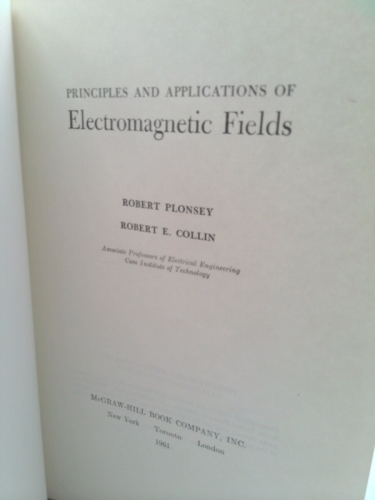 PRINCIPLES AND APPLICATIONS OF
Electromagnetic Fields
ROBERT PLONSEY
ROBERT E. COLLIN
Associate Professors of Electrical Engineering
Case Institute of Technology
McGRAW-HILL BOOK COMPANY, INC.
New York Toronto London
1961